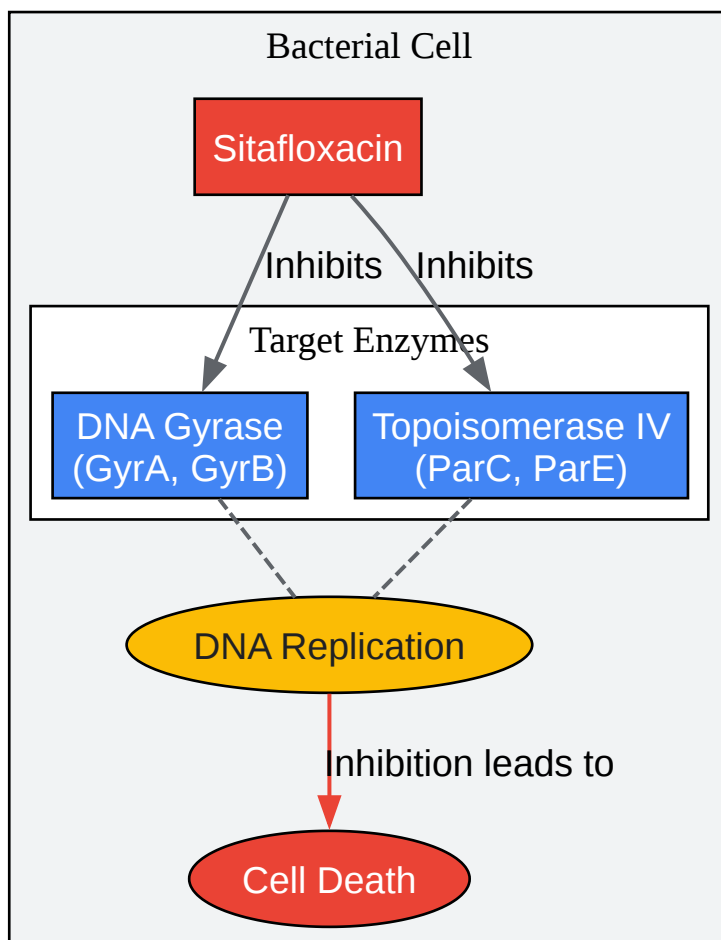 Bacterial Cell
Sitafloxacin
Inhibits
Inhibits
Target Enzymes
DNA Gyrase
(GyrA, GyrB)
Topoisomerase IV
(ParC, ParE)
DNA Replication
Inhibition leads to
Cell Death